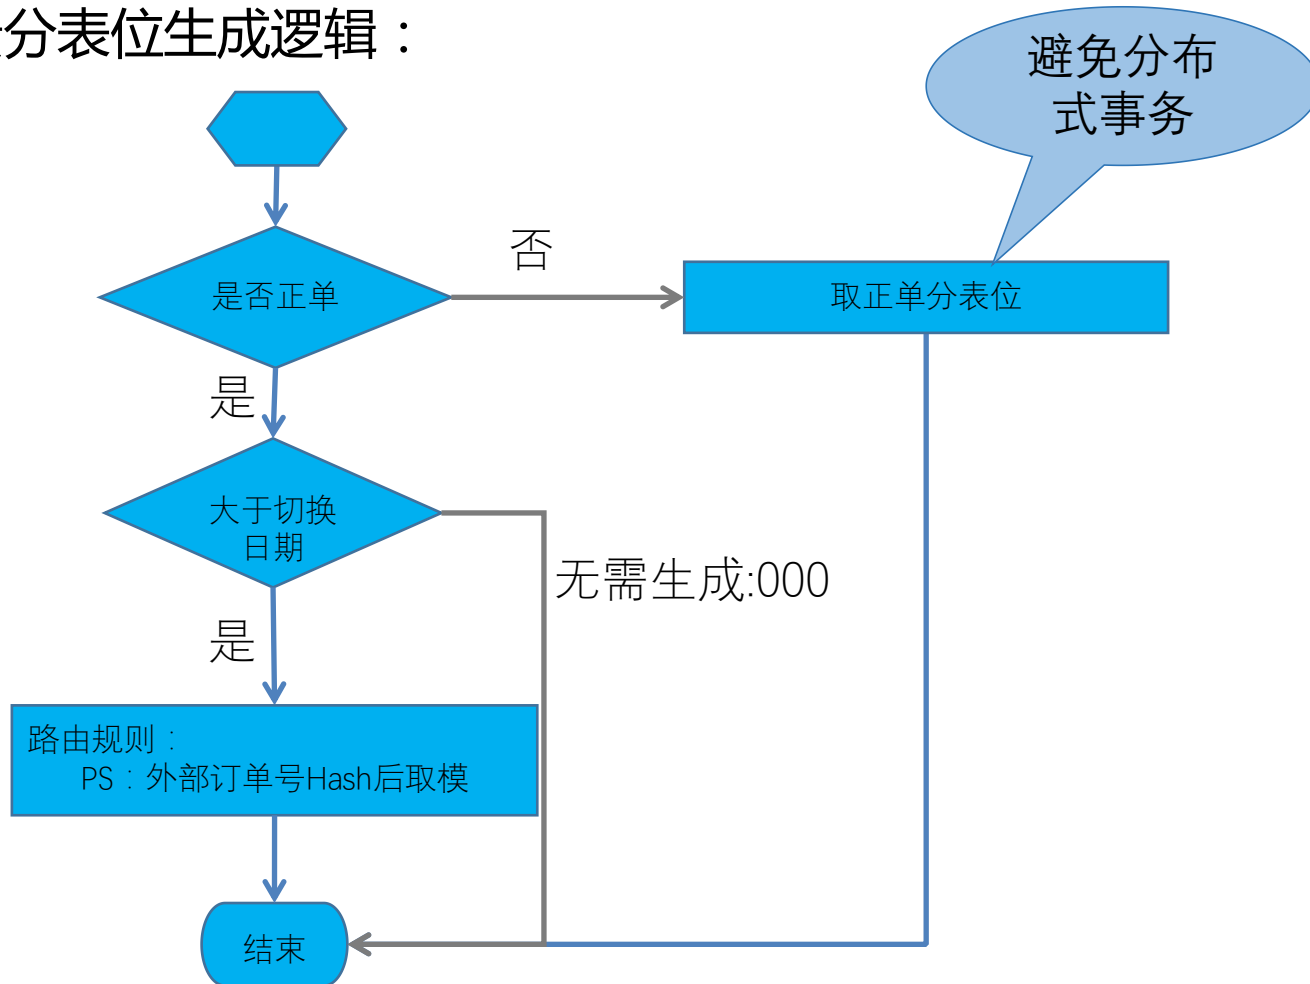 分表位生成逻辑：
避免分布
式事务
否
是否正单
取正单分表位
是
大于切换
日期
无需生成:000
是
路由规则：
PS：外部订单号Hash后取模
结束